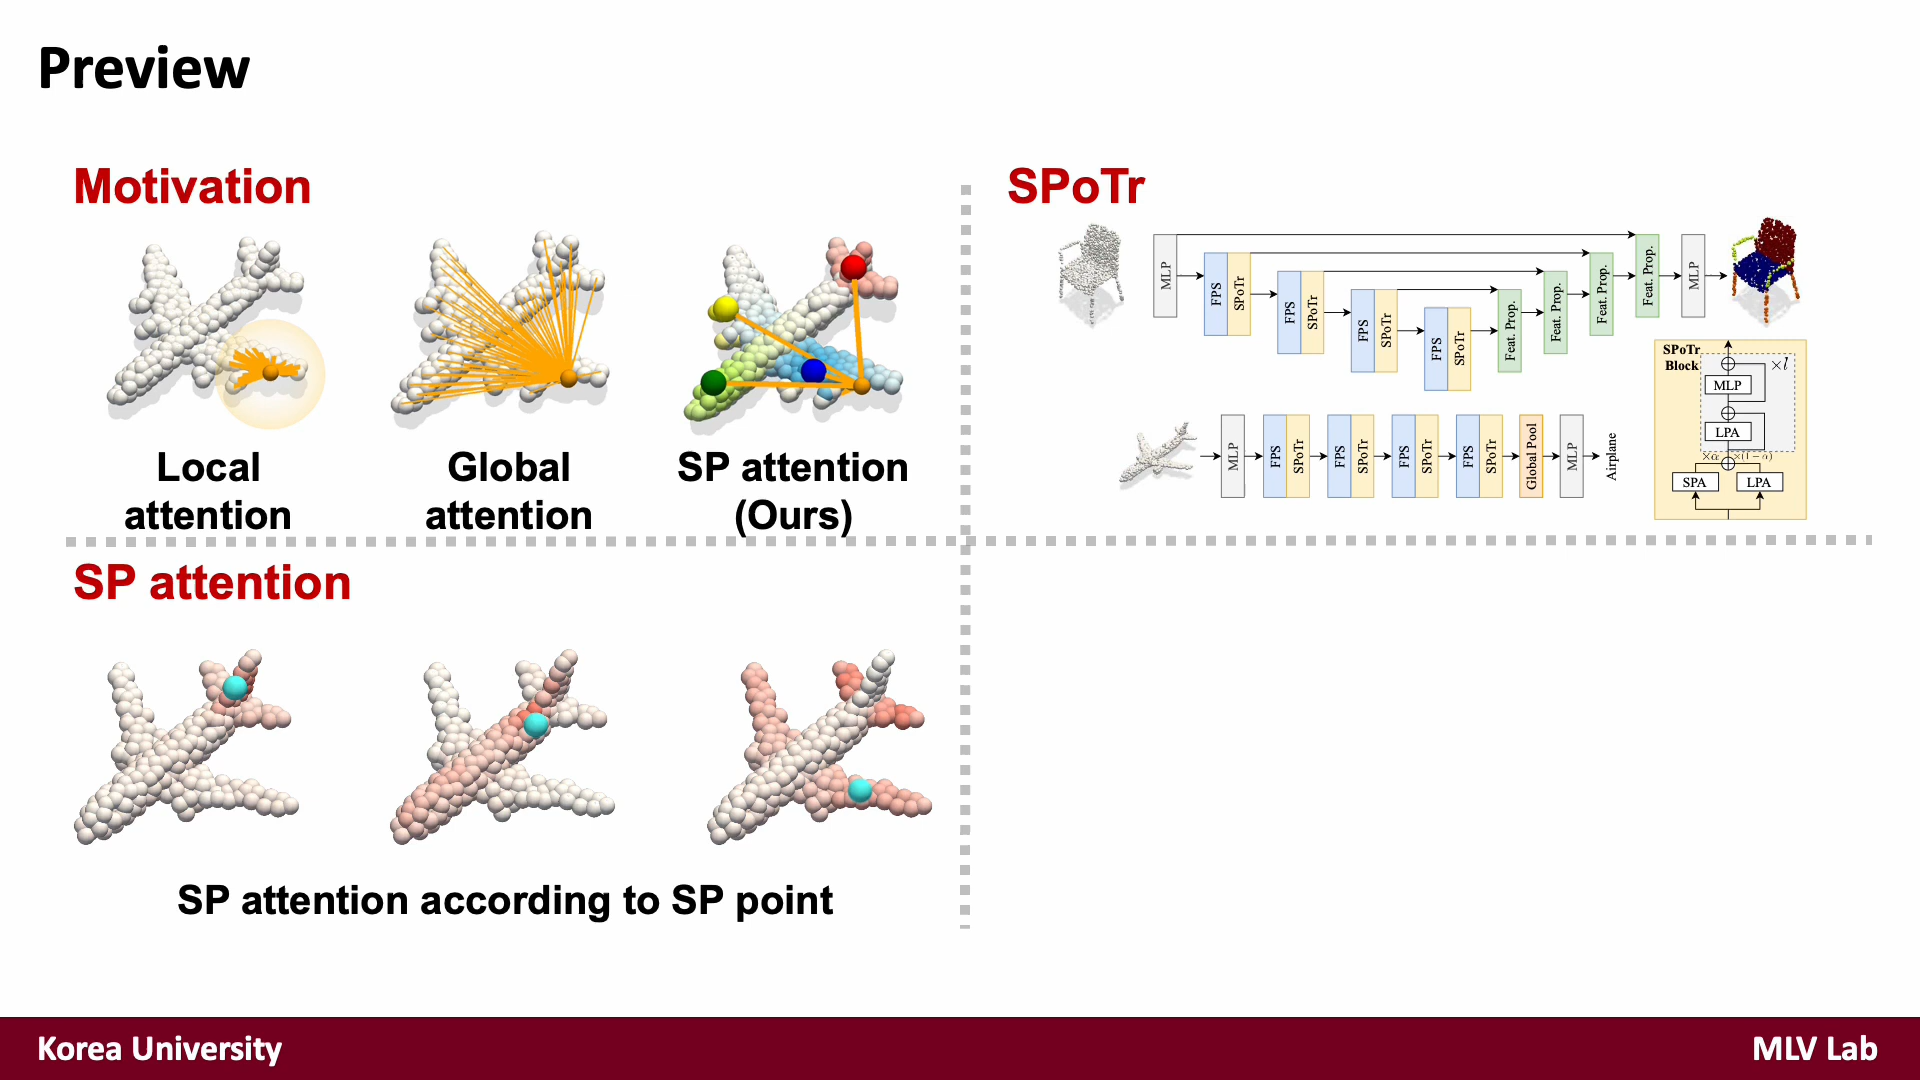 Preview
Motivation
Local
attention
Global
attention
SP attention
(Ours)
SPoTr
MLP
FPS
SPoTr
FPS
SPoTr
FPS
SPoTr
FPS
SPoTr
Feat. Prop.
Feat. Prop.
Feat. Prop.
Feat. Prop.
MLP
MLP
FPS
SPoTr
FPS
SPoTr
FPS
SPoTr
FPS
SPoTr
Global Pool
MLP
Airplane
SPoTr
Block
×l
MLP
LPA
×α
×(1 − α)
SPA
LPA
SP attention
SP attention according to SP point
Korea University
MLV Lab